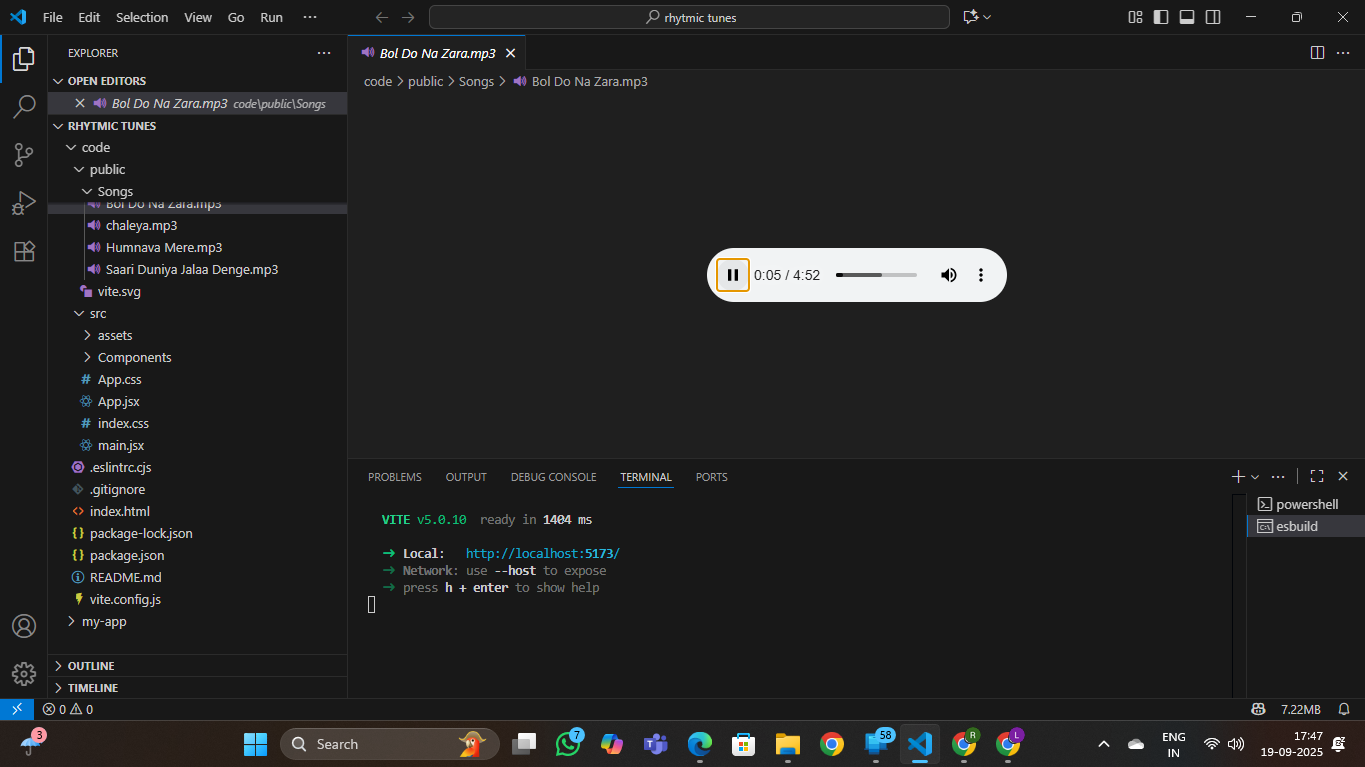 File Edit Selection View Go Run ···
rhytmic tunes
EXPLORER
OPEN EDITORS
Bol Do Na Zara.mp3 code\public\Songs
RHYTMIC TUNES
code
public
Songs
Bol Do Na Zara.mp3
chaleya.mp3
Humnava Mere.mp3
Saari Duniya Jalaa Denge.mp3
vite.svg
src
assets
Components
# App.css
App.jsx
# index.css
main.jsx
.eslintrc.cjs
.gitignore
<> index.html
{} package-lock.json
{} package.json
README.md
vite.config.js
my-app
OUTLINE
TIMELINE
Bol Do Na Zara.mp3
code > public > Songs > Bol Do Na Zara.mp3
0:05 / 4:52
PROBLEMS OUTPUT DEBUG CONSOLE TERMINAL PORTS
VITE v5.0.10 ready in 1404 ms
➜ Local: http://localhost:5173/
➜ Network: use --host to expose
➜ press h + enter to show help
powershell
esbuild
0 0
7.22MB
3
Search
7
58
R
L
ENG
IN
17:47
19-09-2025